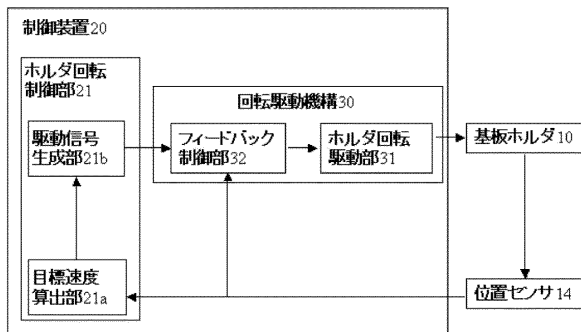 制御装置20
ホルダ回転
制御部21
回転駆動機構30
駆動信号
生成部21b
フィードバック
制御部32
ホルダ回転
駆動部31
基板ホルダ10
目標速度
算出部21a
位置センサ14